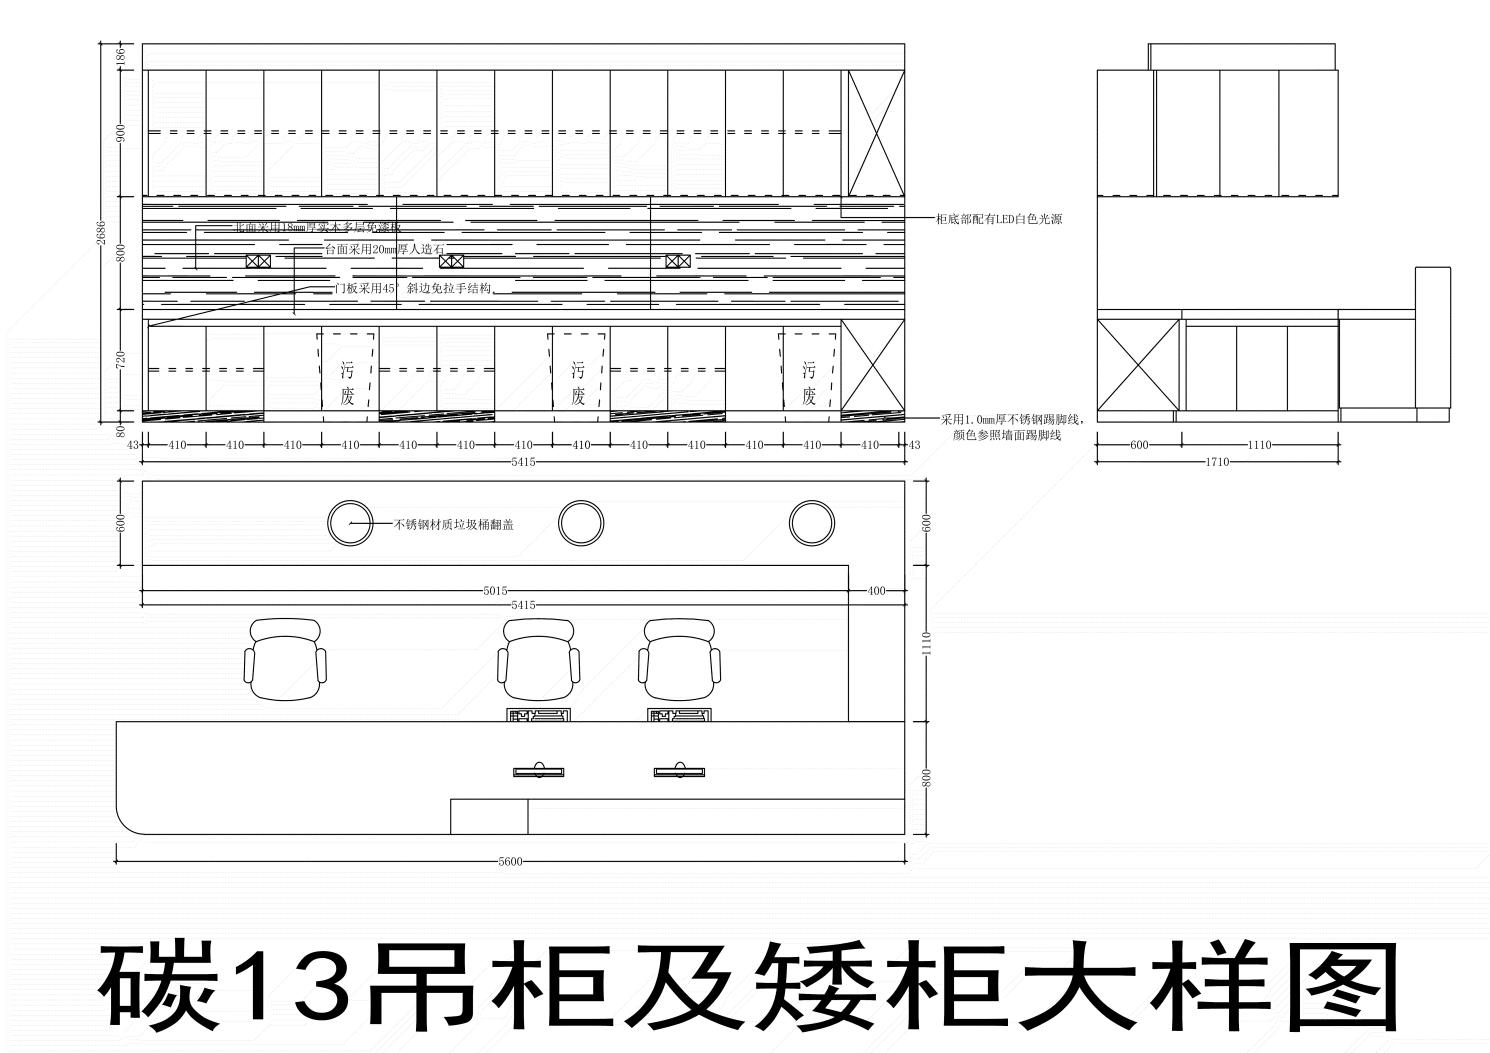 186
900
2686
800
720
80
北面采用18mm厚实木多层免漆板
台面采用20mm厚人造石
门板采用45°斜边免拉手结构,
柜底部配有LED白色光源
污
废
污
废
污
废
采用1.0mm厚不锈钢踢脚线,
颜色参照墙面踢脚线
43 410 410 410 410 410 410 410 410 410 410 410 410 410 43
5415
600 1110
1710
600
不锈钢材质垃圾桶翻盖
600
5015 400
5415
1110
800
5600
碳13吊柜及矮柜大样图